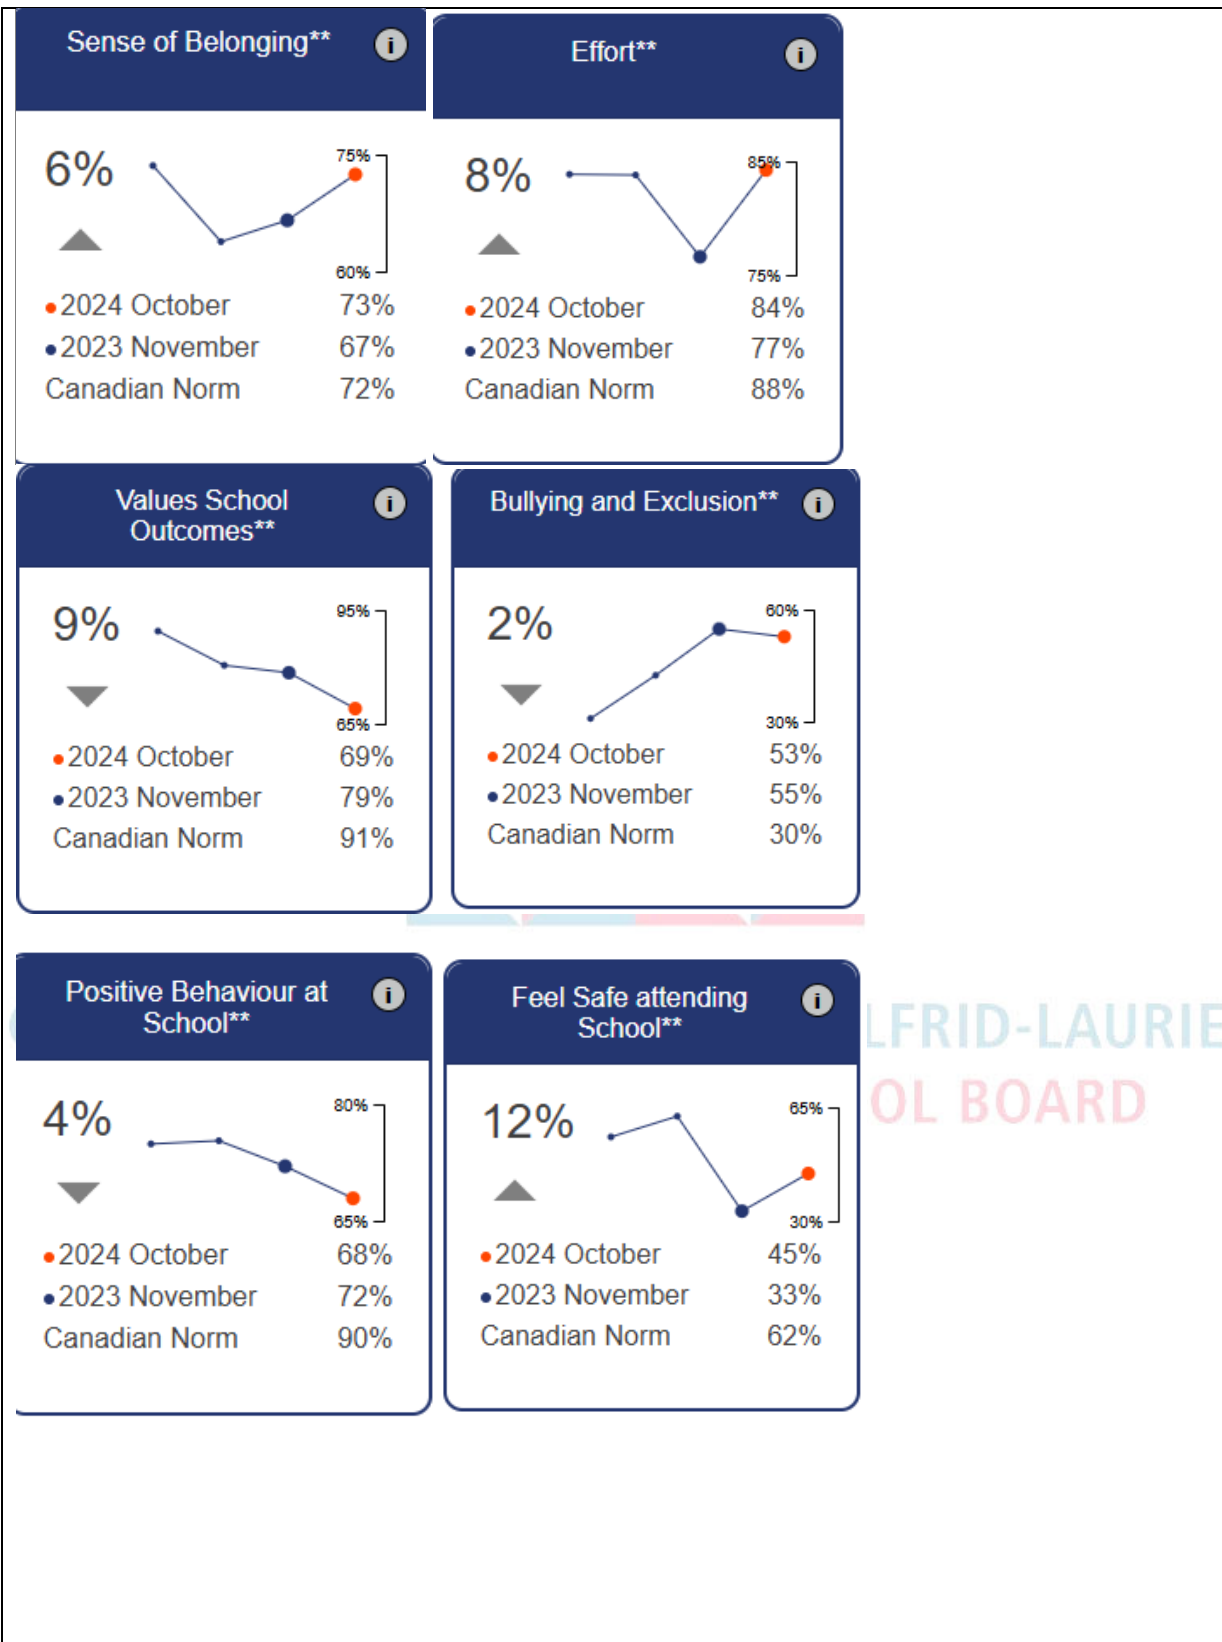 Sense of Belonging** i
6%
75%
60%
2024 October 73%
2023 November 67%
Canadian Norm 72%
Effort** i
8%
85%
75%
2024 October 84%
2023 November 77%
Canadian Norm 88%
Values School i
Outcomes**
9%
95%
65%
2024 October 69%
2023 November 79%
Canadian Norm 91%
Bullying and Exclusion** i
2%
60%
30%
2024 October 53%
2023 November 55%
Canadian Norm 30%
Positive Behaviour at i
School**
4%
80%
65%
2024 October 68%
2023 November 72%
Canadian Norm 90%
Feel Safe attending i
School**
12%
65%
30%
2024 October 45%
2023 November 33%
Canadian Norm 62%
LFRID-LAURIE
OL BOARD